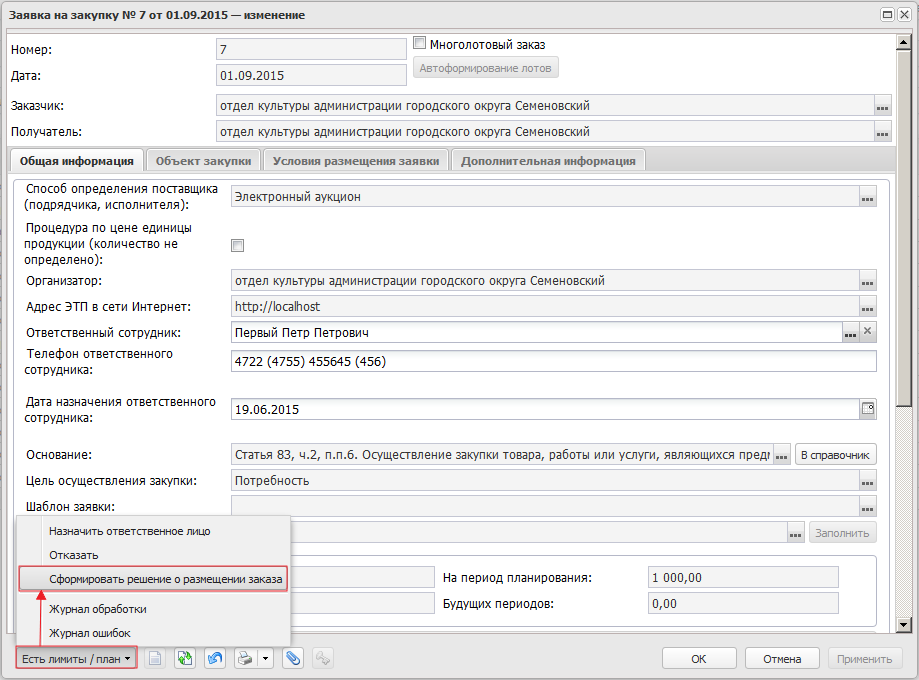 Заявка на закупку № 7 от 01.09.2015 — изменение
Номер:
7
Многолотовый заказ
Дата:
01.09.2015
Автоформирование лотов
Заказчик:
отдел культуры администрации городского округа Семеновский
Получатель:
отдел культуры администрации городского округа Семеновский
Общая информация
Объект закупки
Условия размещения заявки
Дополнительная информация
Способ определения поставщика
(подрядчика, исполнителя):
Электронный аукцион
Процедура по цене единицы
продукции (количество не
определено):
Организатор:
отдел культуры администрации городского округа Семеновский
Адрес ЭТП в сети Интернет:
http://localhost
Ответственный сотрудник:
Первый Петр Петрович
Телефон ответственного
сотрудника:
4722 (4755) 455645 (456)
Дата назначения ответственного
сотрудника:
19.06.2015
Основание:
Статья 83, ч.2, п.п.6. Осуществление закупки товара, работы или услуги, являющихся пред
В справочник
Цель осуществления закупки:
Потребность
Шаблон заявки:
Заполнить
Назначить ответственное лицо
Отказать
Сформировать решение о размещении заказа
Журнал обработки
Журнал ошибок
На период планирования:
1 000,00
Будущих периодов:
0,00
Есть лимиты / план
ОК
Отмена
Применить